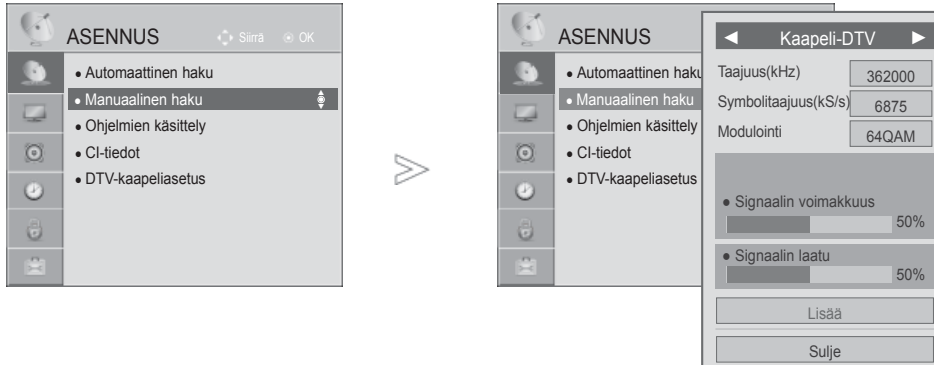 ASENNUS Siirrä OK
• Automaattinen haku
• Manuaalinen haku
• Ohjelmien käsittely
• CI-tiedot
• DTV-kaapeliasetus
ASENNUS
• Automaattinen haku
• Manuaalinen haku
• Ohjelmien käsittely
• CI-tiedot
• DTV-kaapeliasetus
◄ Kaapeli-DTV ►
Taajuus(kHz) 362000
Symbolitaajuus(kS/s) 6875
Modulointi 64QAM
• Signaalin voimakkuus
50%
• Signaalin laatu
50%
Lisää
Sulje